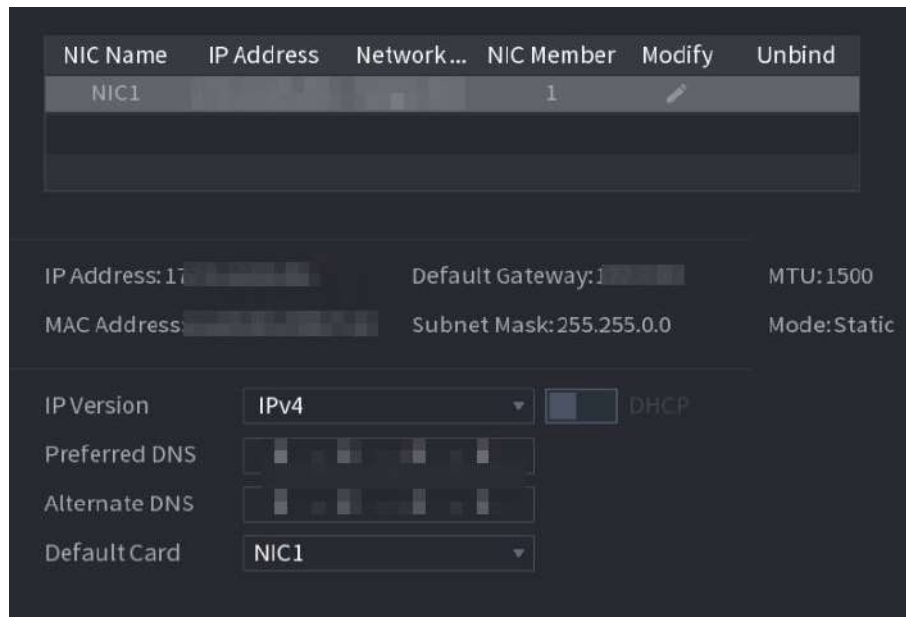 NIC Name IP Address Network... NIC Member Modify Unbind
NIC1 1
IP Address: Default Gateway: MTU:1500
MAC Address: Subnet Mask:255.255.0.0 Mode:Static
IP Version IPv4 DHCP
Preferred DNS
Alternate DNS
Default Card NIC1